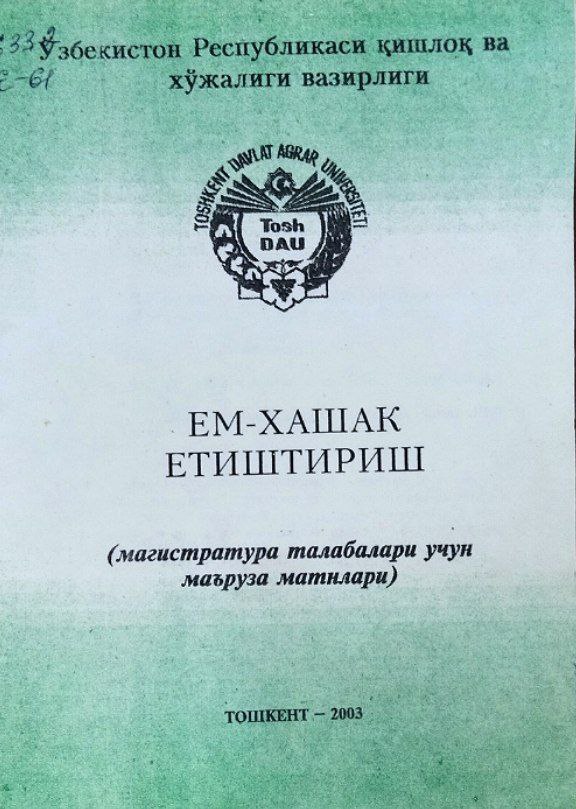 Ўзбекистон Республикаси қишлоқ ва
хўжалиги вазирлиги
TOSHKENT DAVLAT AGRAR UNIVERSITETI
Tosh
DAU
ЕМ-ХАШАК
ЕТИШТИРИШ
(магистратура талабалари учун
маъруза матнлари)
ТОШКЕНТ – 2003